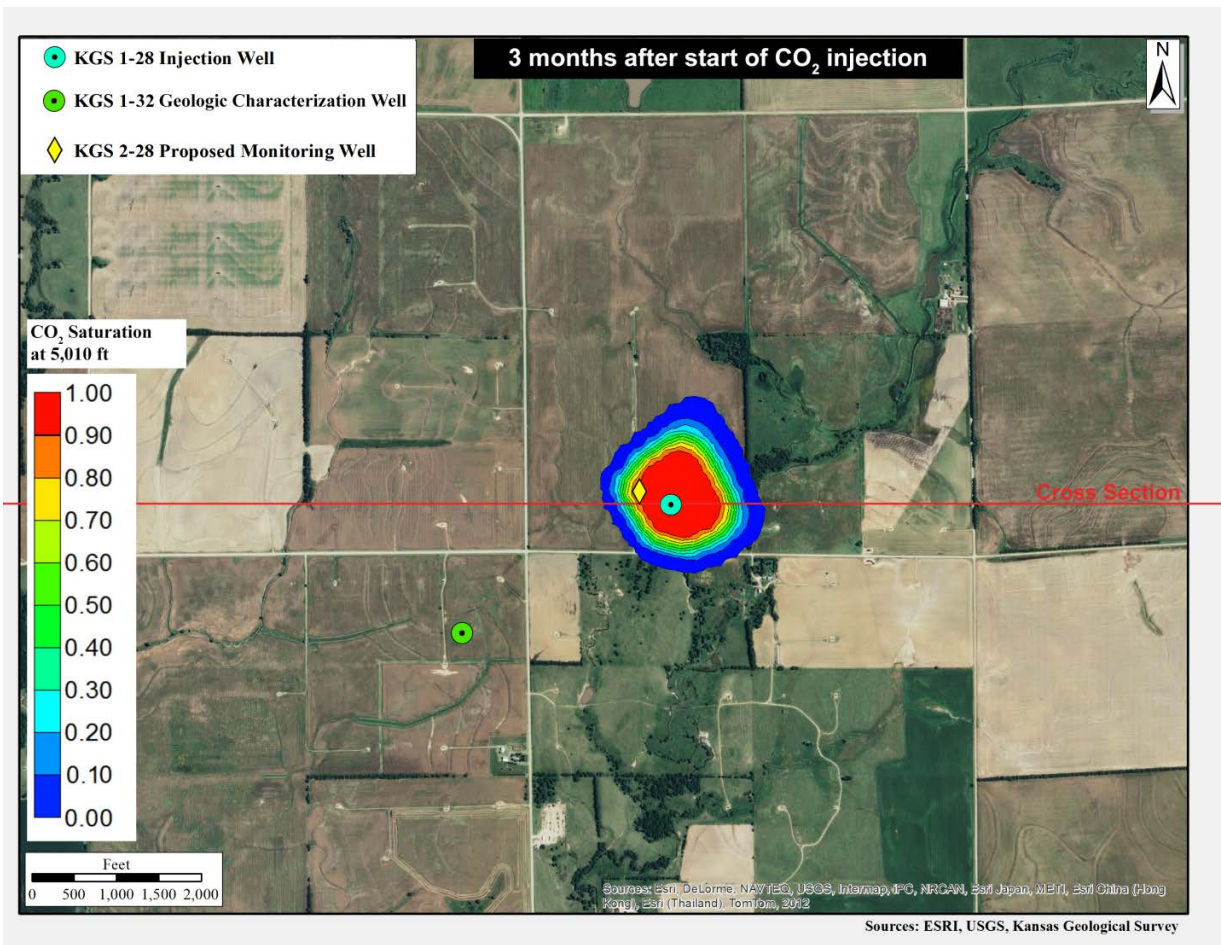 KGS 1-28 Injection Well
KGS 1-32 Geologic Characterization Well
KGS 2-28 Proposed Monitoring Well
3 months after start of CO2 injection
N
CO2 Saturation
at 5,010 ft
1.00
0.90
0.80
0.70
0.60
0.50
0.40
0.30
0.20
0.10
0.00
Cross Section
Feet
0 500 1,000 1,500 2,000
Sources: Esri, DeLorme, NAVTEQ, USGS, Intermap, iPC, NRCAN, Esri Japan, METI, Esri China (Hong
Kong), Esri (Thailand), TomTom, 2012
Sources: ESRI, USGS, Kansas Geological Survey